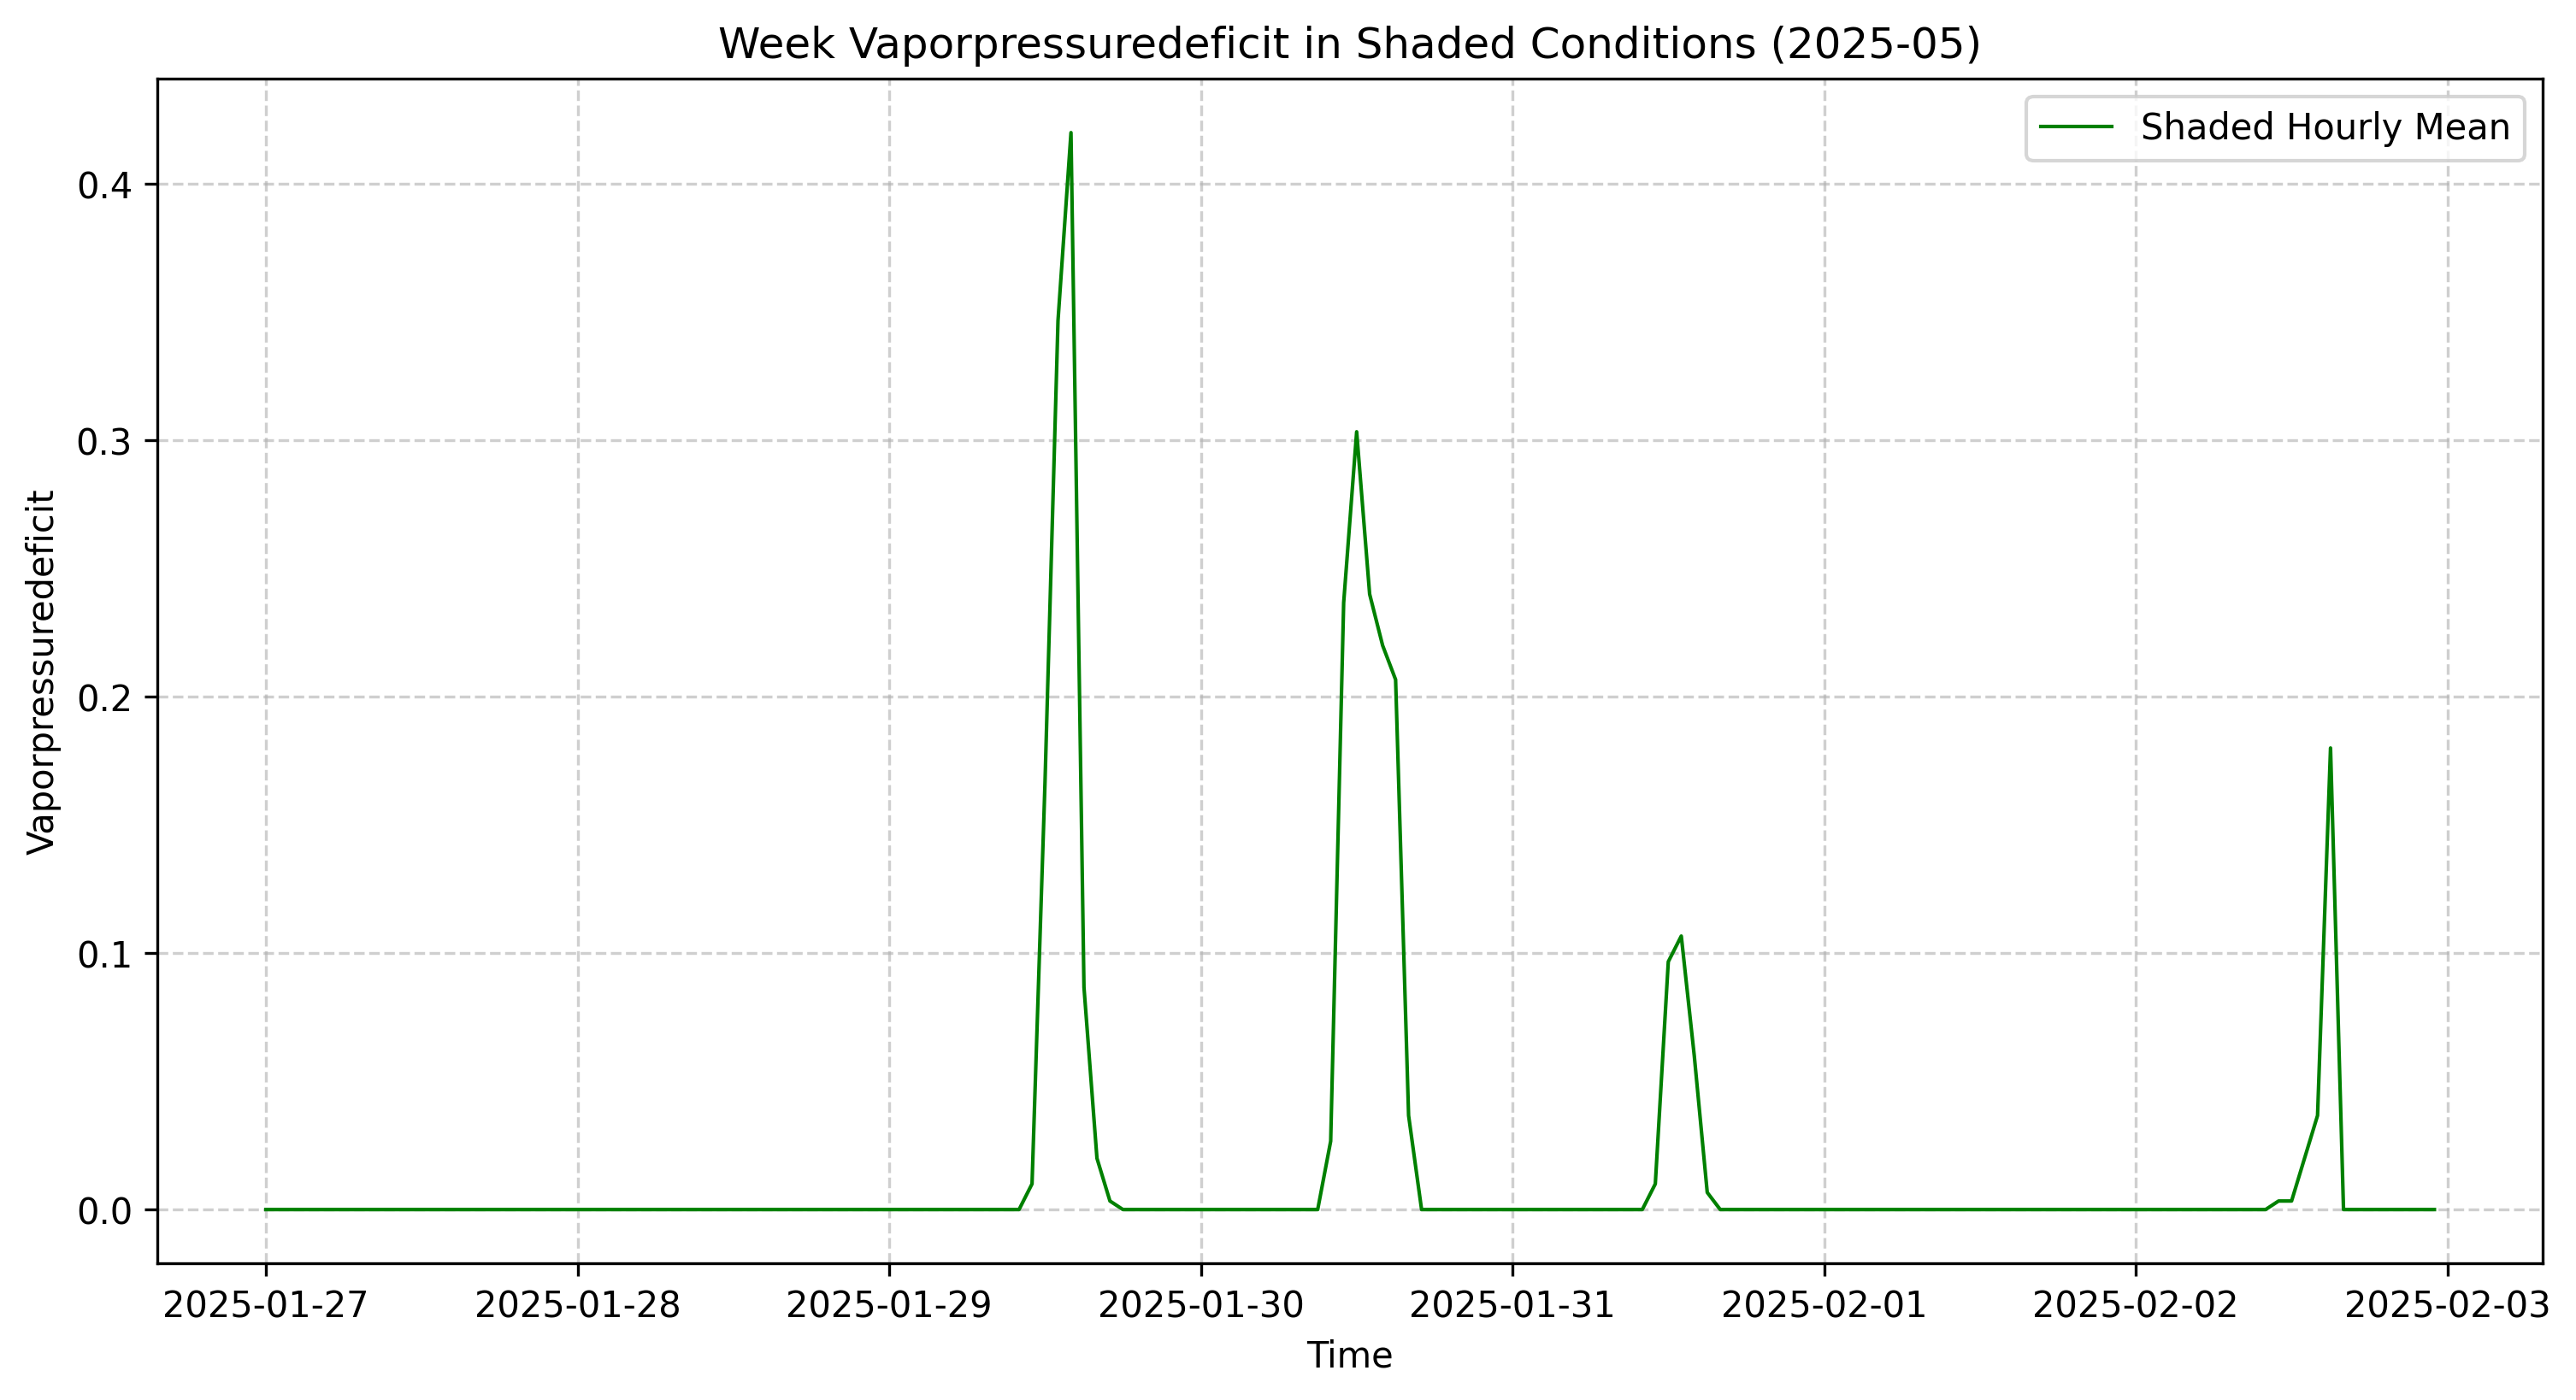 Week Vaporpressuredeficit in Shaded Conditions (2025-05)
Shaded Hourly Mean
Vaporpressuredeficit
0.4
0.3
0.2
0.1
0.0
2025-01-27 2025-01-28 2025-01-29 2025-01-30 2025-01-31 2025-02-01 2025-02-02 2025-02-03
Time